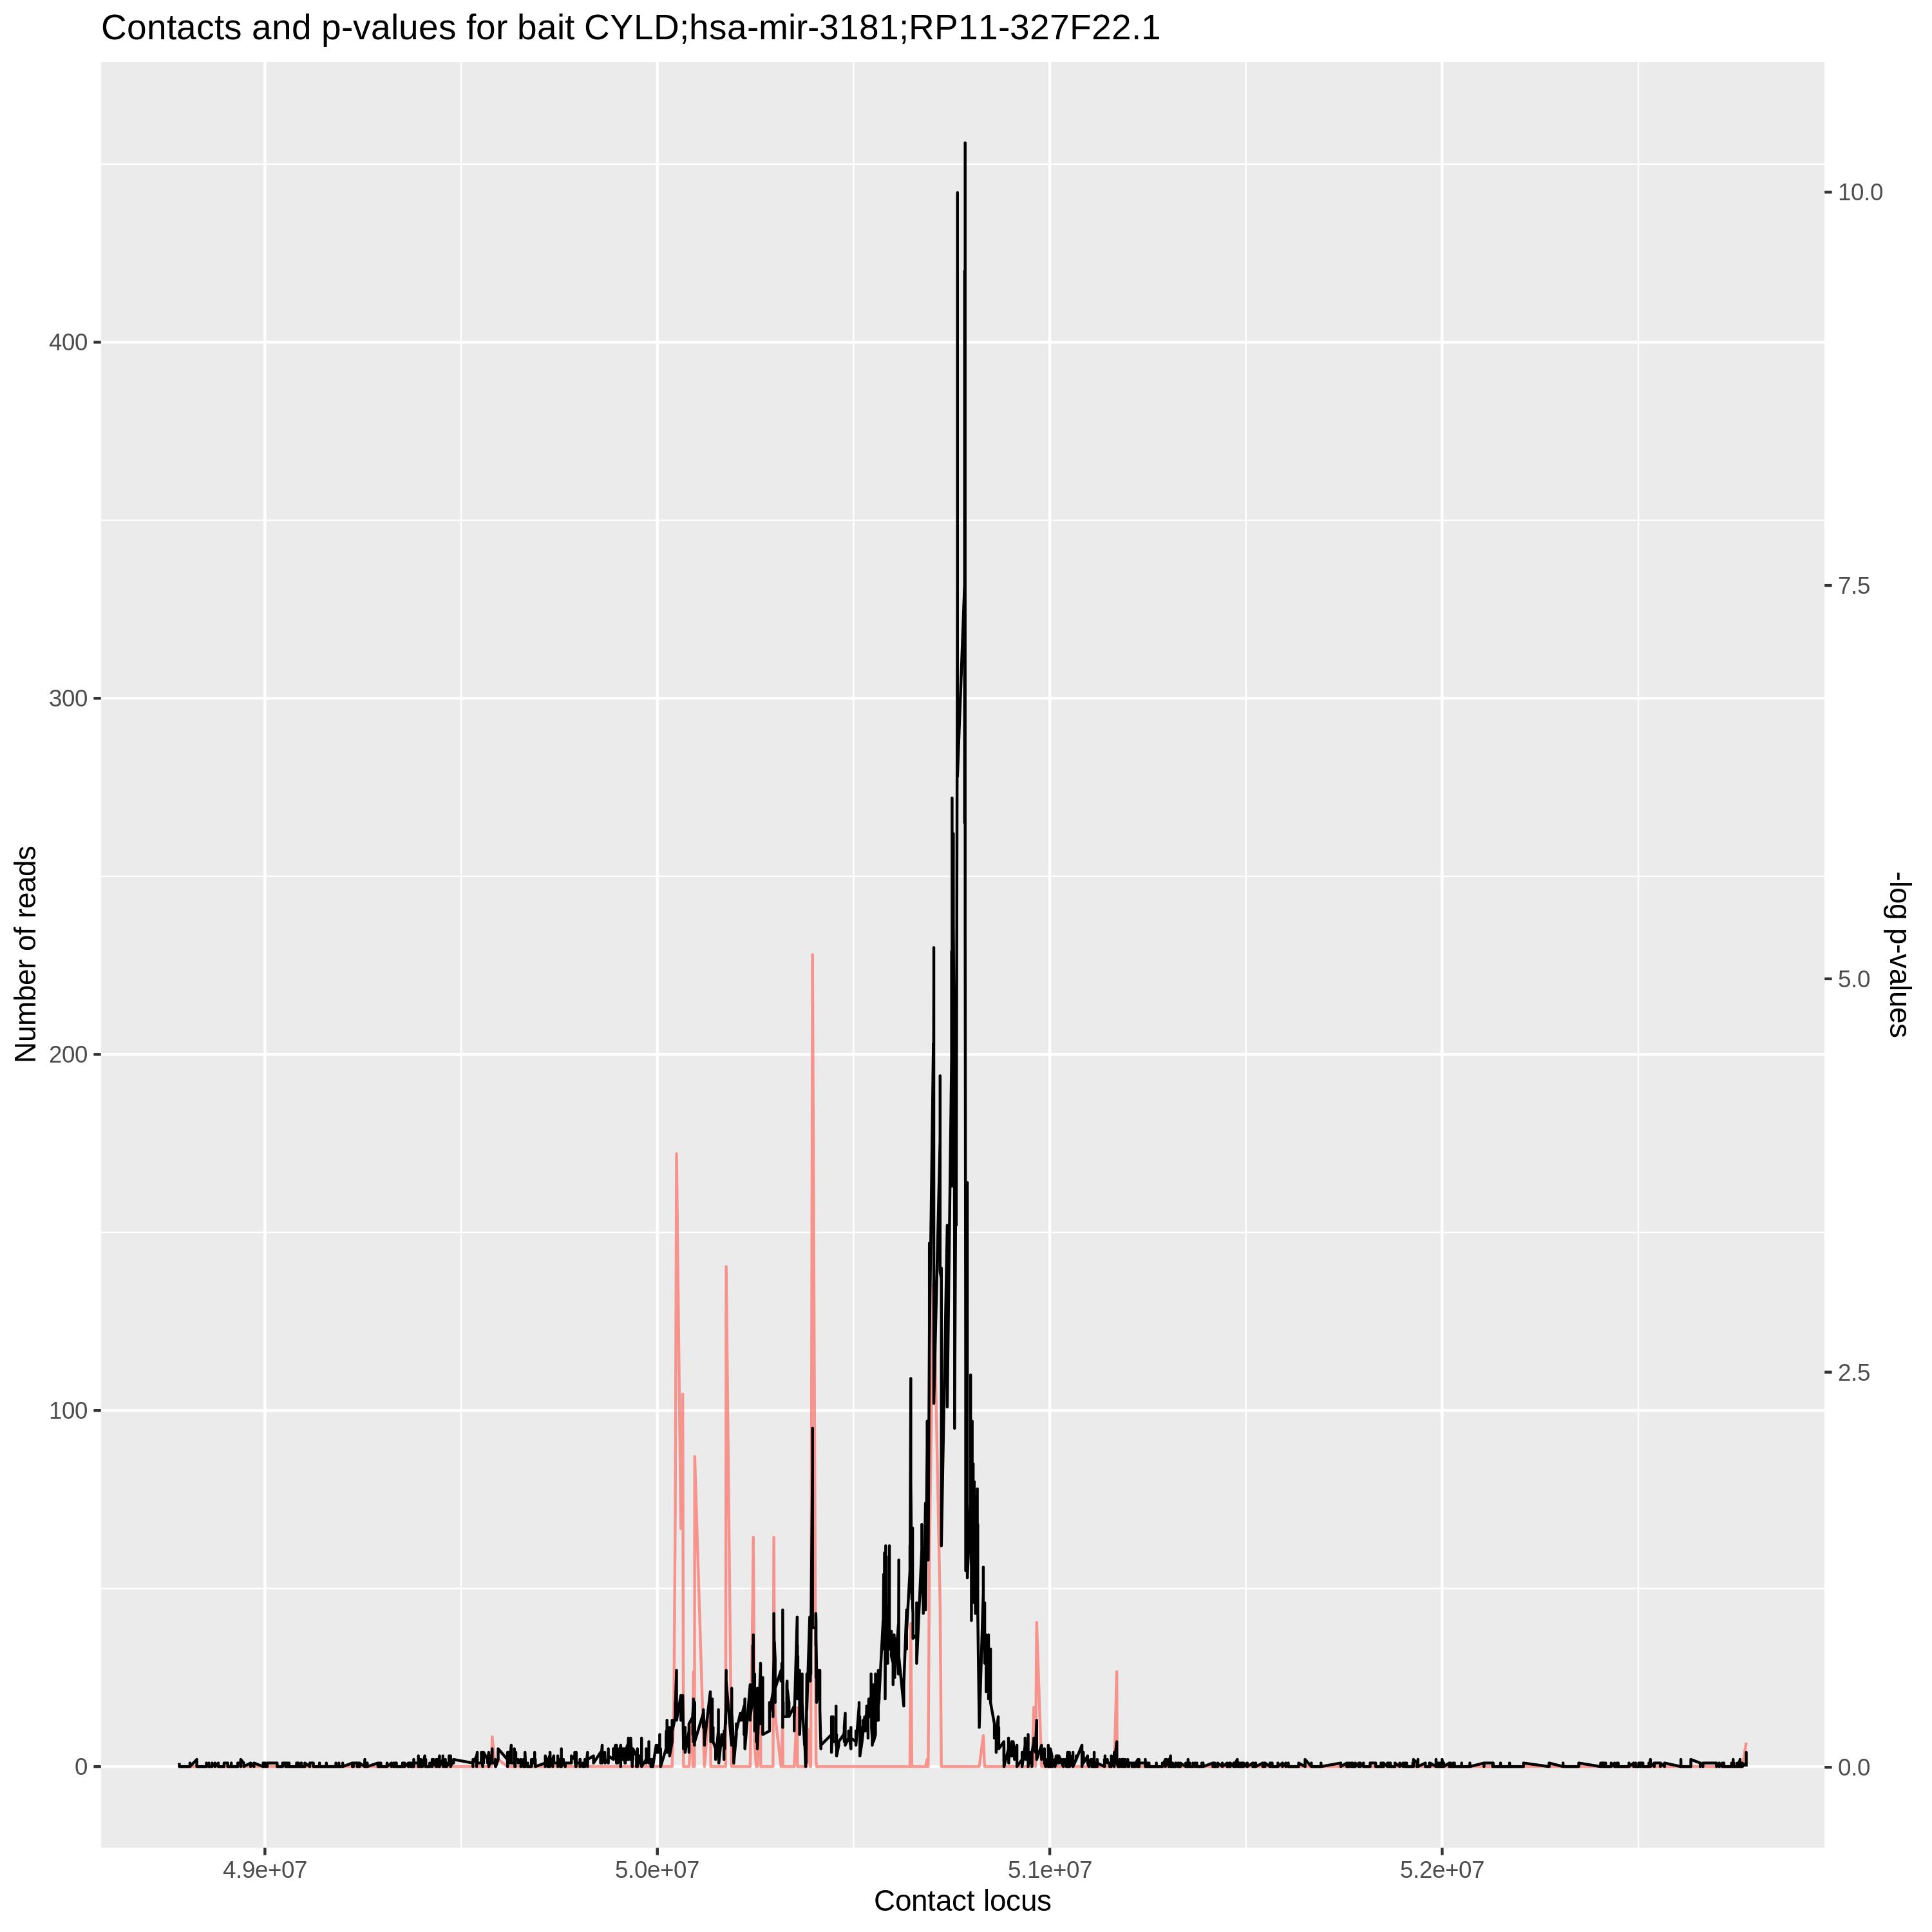 Contacts and p-values for bait CYLD;hsa-mir-3181;RP11-327F22.1
Number of reads
400
300
200
100
0
10.0
7.5
5.0
2.5
0.0
-log p-values
4.9e+07 5.0e+07 5.1e+07 5.2e+07
Contact locus